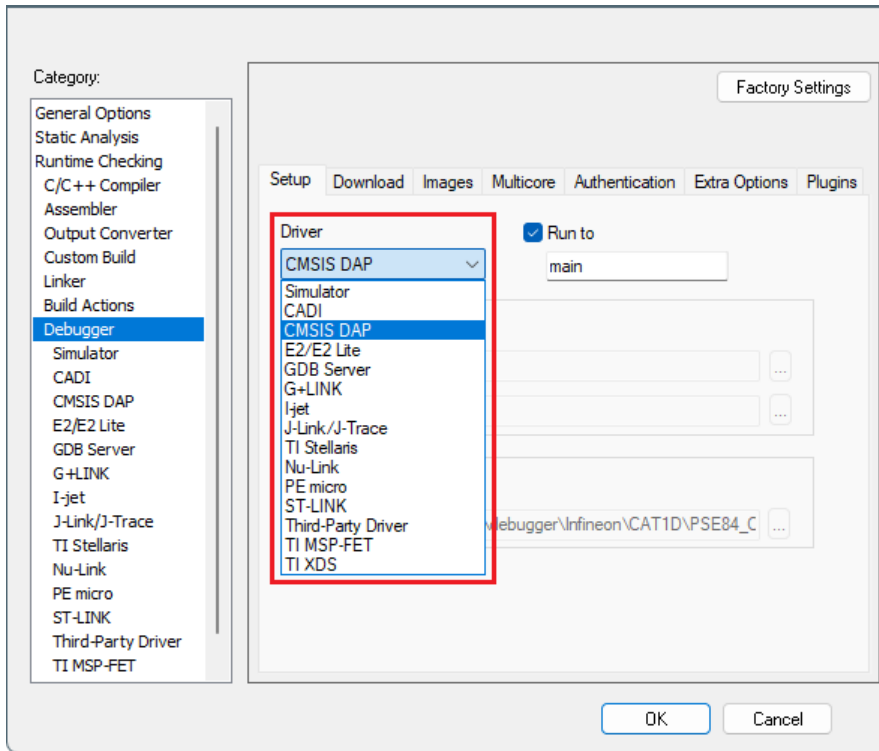 Category:
General Options
Static Analysis
Runtime Checking
C/C++ Compiler
Assembler
Output Converter
Custom Build
Linker
Build Actions
Debugger
Simulator
CADI
CMSIS DAP
E2/E2 Lite
GDB Server
G+LINK
I-jet
J-Link/J-Trace
TI Stellaris
Nu-Link
PE micro
ST-LINK
Third-Party Driver
TI MSP-FET
Factory Settings
Setup Download Images Multicore Authentication Extra Options Plugins
Driver
CMSIS DAP
Simulator
CADI
CMSIS DAP
E2/E2 Lite
GDB Server
G+LINK
I-jet
J-Link/J-Trace
TI Stellaris
Nu-Link
PE micro
ST-LINK
Third-Party Driver
TI MSP-FET
TI XDS
Run to
main
...
...
\debugger\Infineon\CAT1D\PSE84_C ...
OK Cancel